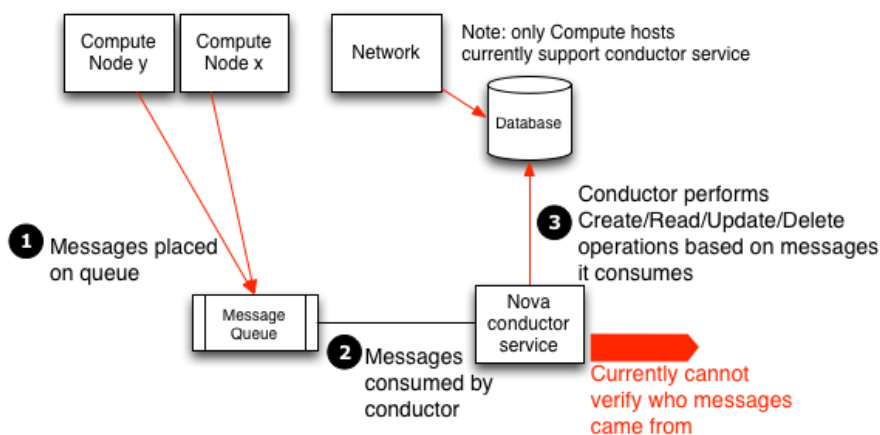 Compute
Node y
Compute
Node x
Network
Note: only Compute hosts
currently support conductor service
Database
1
Messages placed
on queue
3
Conductor performs
Create/Read/Update/Delete
operations based on messages
it consumes
Message
Queue
2
Messages
consumed by
conductor
Nova
conductor
service
Currently cannot
verify who messages
came from